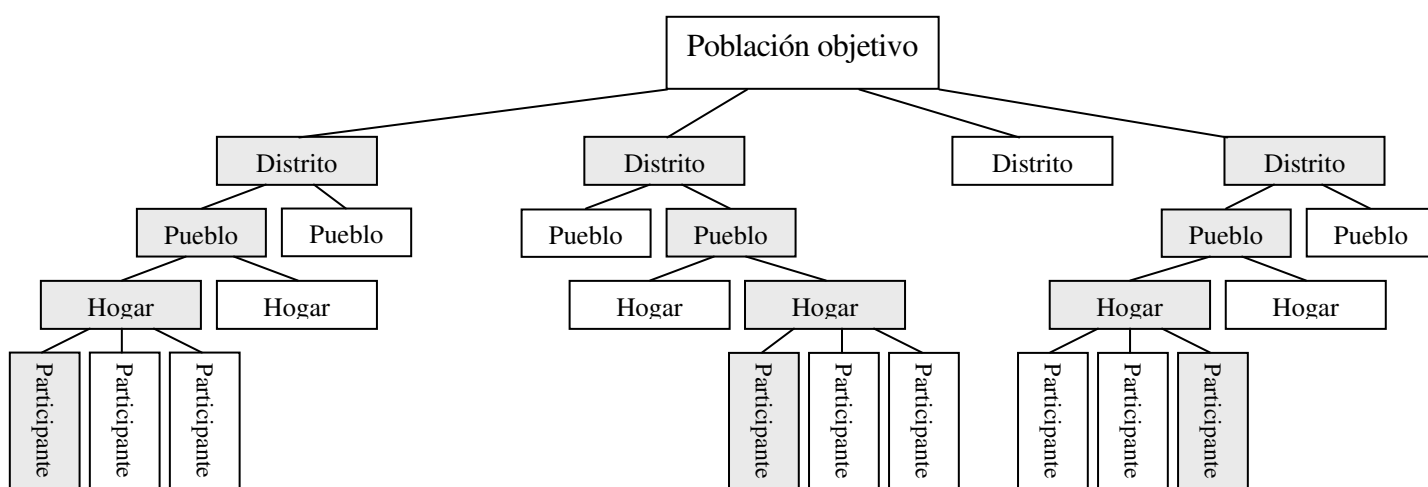 Población objetivo
Distrito Distrito Distrito Distrito
Pueblo Pueblo Pueblo Pueblo Pueblo Pueblo
Hogar Hogar Hogar Hogar Hogar Hogar
Participante Participante Participante Participante Participante Participante Participante Participante Participante